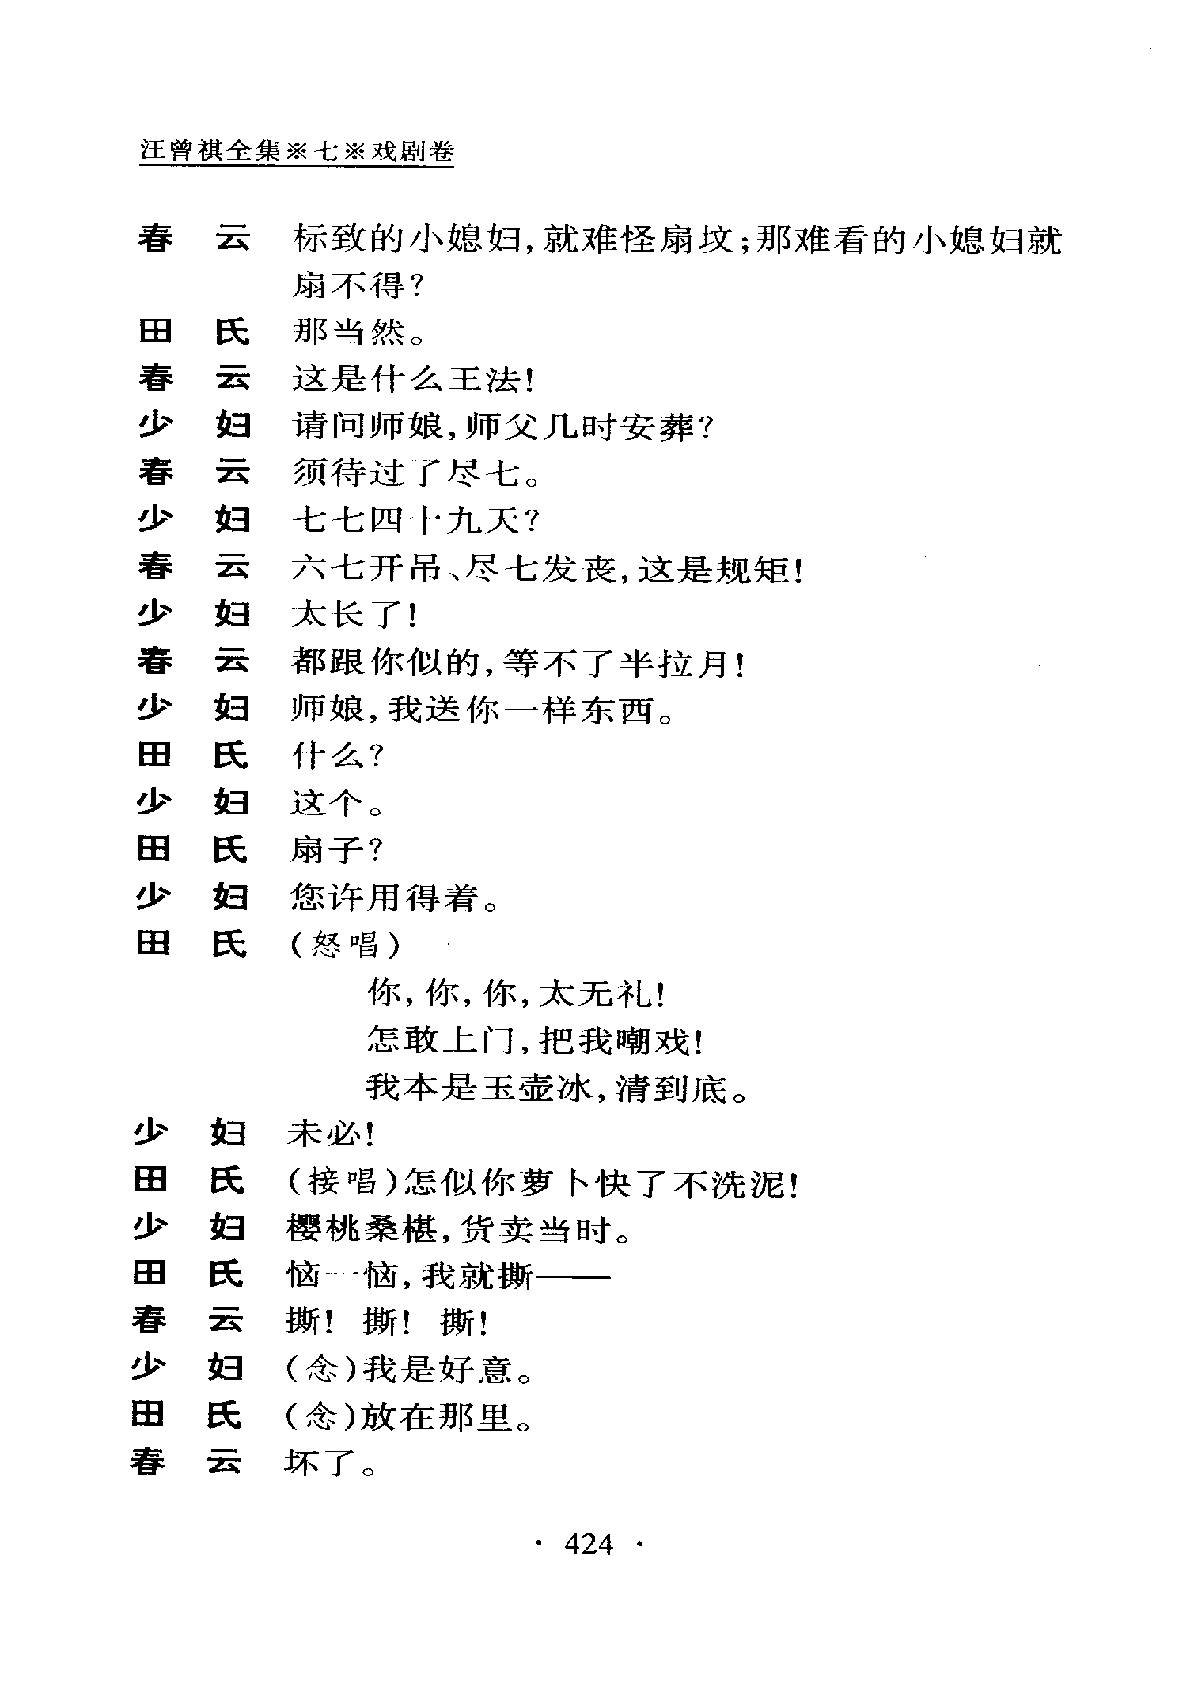 汪曾祺全集※七※戏剧卷
春 云 标致的小媳妇,就难怪扇坟;那难看的小媳妇就
扇不得?
田 氏 那当然。
春 云 这是什么王法!
少 妇 请问师娘,师父几时安葬?
春 云 须待过了尽七。
少 妇 七七四十九天?
春 云 六七开吊、尽七发丧,这是规矩!
少 妇 太长了!
春 云 都跟你似的,等不了半拉月!
少 妇 师娘,我送你一样东西。
田 氏 什么?
少 妇 这个。
田 氏 扇子?
少 妇 您许用得着。
田 氏 (怒唱)
你,你,你,太无礼!
怎敢上门,把我嘲戏!
我本是玉壶冰,清到底。
少 妇 未必!
田 氏 (接唱)怎似你萝卜快了不洗泥!
少 妇 樱桃桑椹,货卖当时。
田 氏 恼一恼,我就撕——
春 云 撕! 撕! 撕!
少 妇 (念)我是好意。
田 氏 (念)放在那里。
春 云 坏了。
· 424 ·